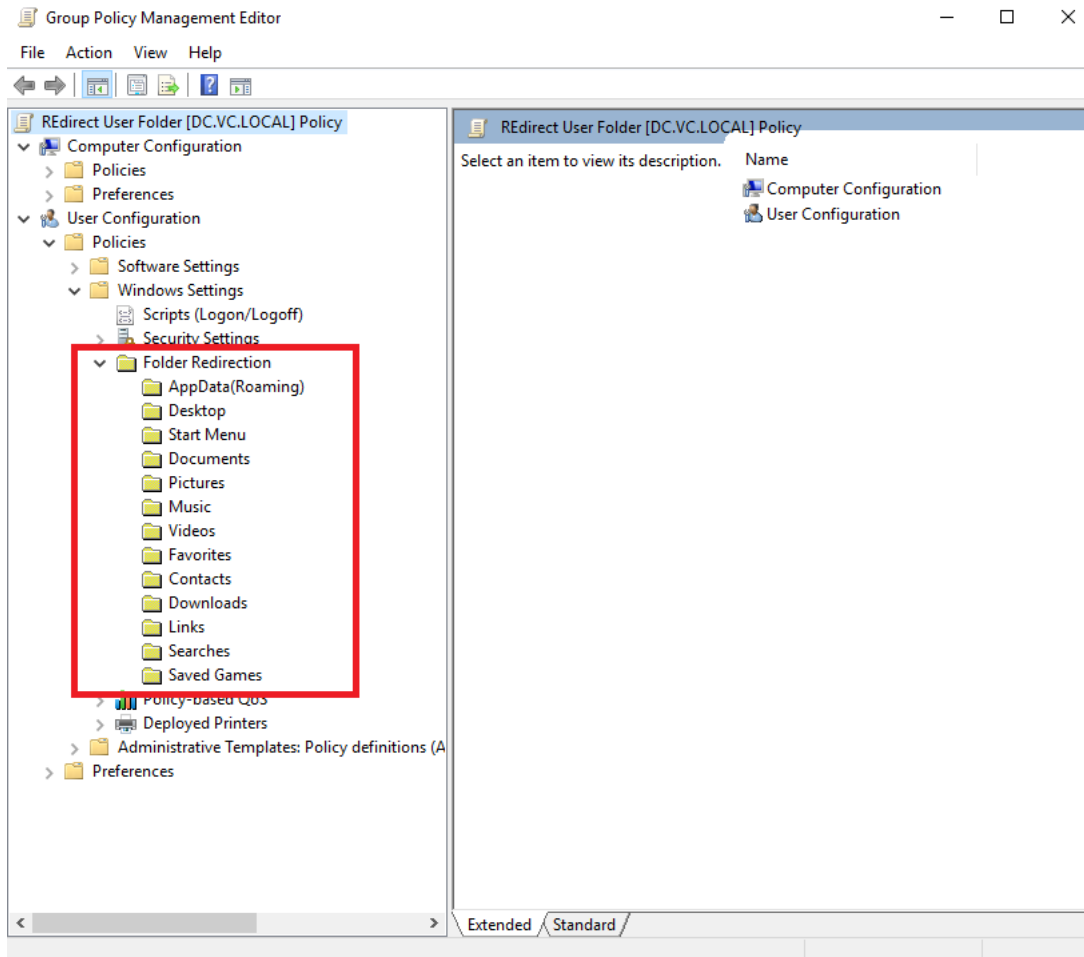 Group Policy Management Editor
File Action View Help
REdirect User Folder [DC.VC.LOCAL] Policy
Computer Configuration
Policies
Preferences
User Configuration
Policies
Software Settings
Windows Settings
Scripts (Logon/Logoff)
Security Settings
Folder Redirection
AppData(Roaming)
Desktop
Start Menu
Documents
Pictures
Music
Videos
Favorites
Contacts
Downloads
Links
Searches
Saved Games
Policy-based QoS
Deployed Printers
Administrative Templates: Policy definitions (A
Preferences
REdirect User Folder [DC.VC.LOCAL] Policy
Select an item to view its description.
Name
Computer Configuration
User Configuration
Extended Standard